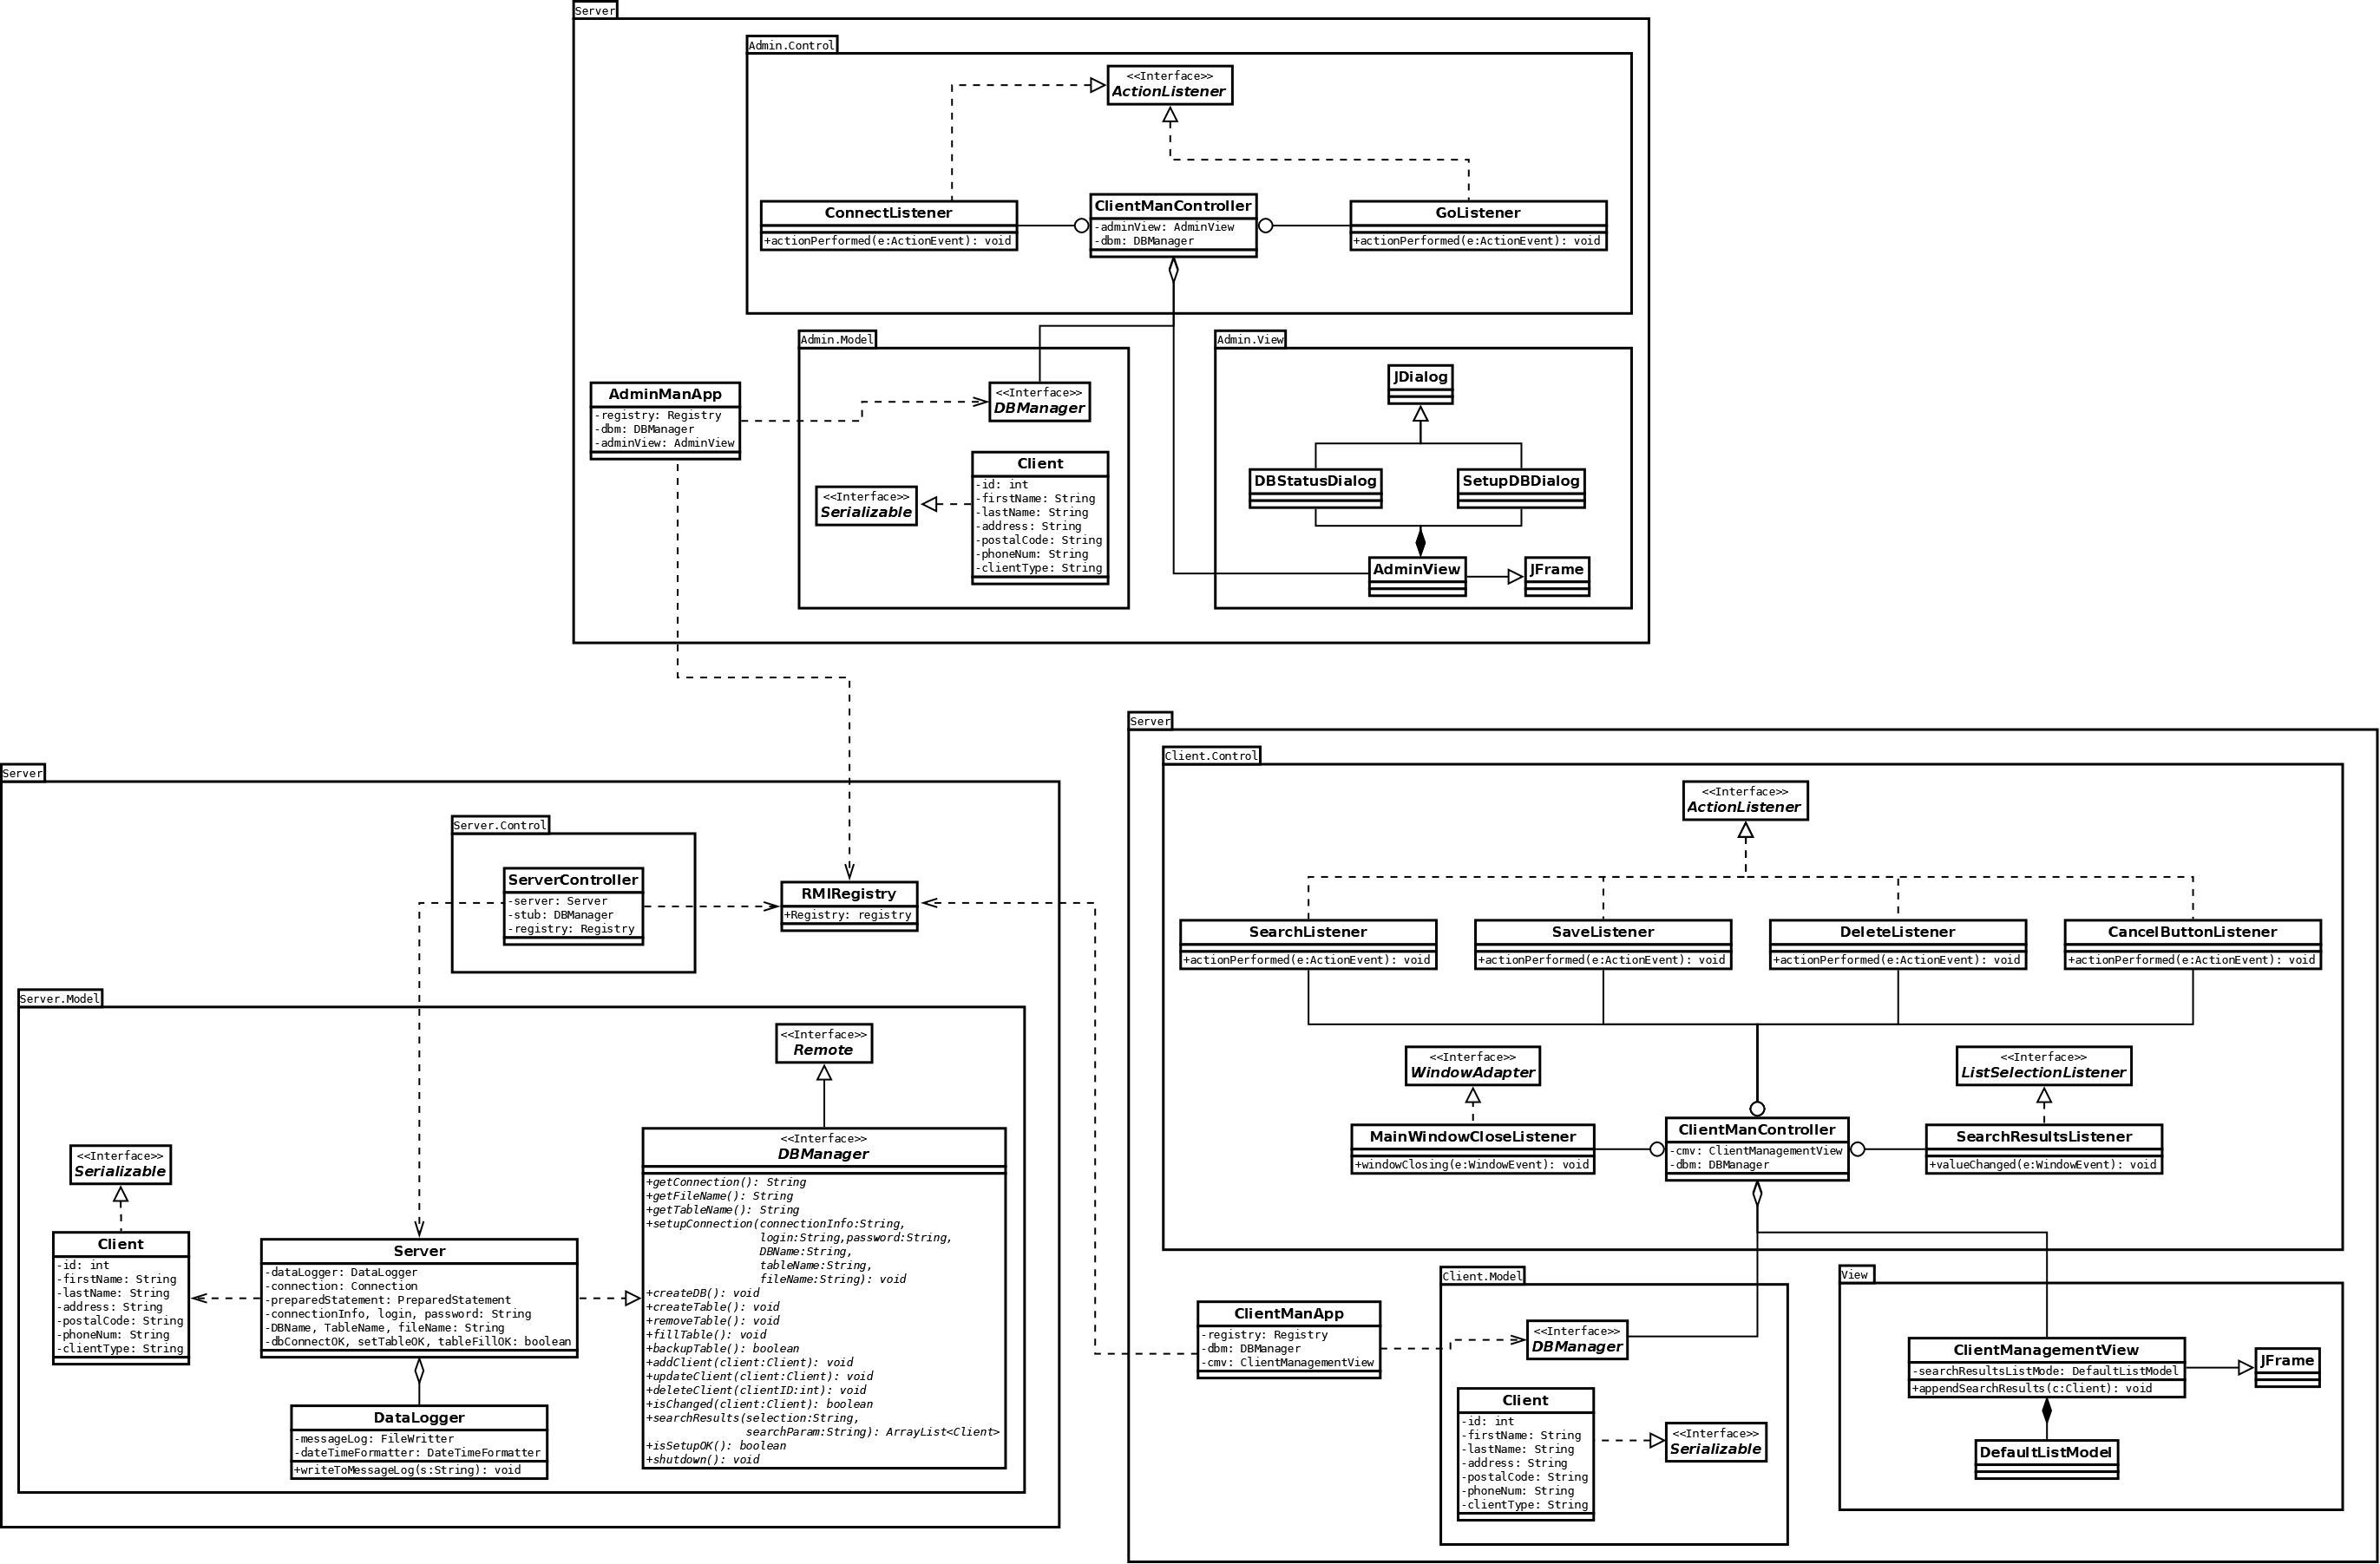 Server
Admin.Control
<<Interface>>
ActionListener
ConnectListener
+actionPerformed(e:ActionEvent): void
ClientManController
-adminView: AdminView
-dbm: DBManager
GoListener
+actionPerformed(e:ActionEvent): void
Admin.Model
AdminManApp
-registry: Registry
-dbm: DBManager
-adminView: AdminView
<<Interface>>
DBManager
<<Interface>>
Serializable
Client
-id: int
-firstName: String
-lastName: String
-address: String
-postalCode: String
-phoneNum: String
-clientType: String
Admin.View
JDialog
DBStatusDialog
SetupDBDialog
AdminView
JFrame
Server
Server.Control
ServerController
-server: Server
-stub: DBManager
-registry: Registry
RMIRegistry
+Registry: registry
Server.Model
<<Interface>>
Remote
<<Interface>>
Serializable
Client
-id: int
-firstName: String
-lastName: String
-address: String
-postalCode: String
-phoneNum: String
-clientType: String
Server
-dataLogger: DataLogger
-connection: Connection
-preparedStatement: PreparedStatement
-connectionInfo, login, password: String
-DBName, TableName, fileName: String
-dbConnectOK, setTableOK, tableFillOK: boolean
DataLogger
-messageLog: FileWritter
-dateTimeFormatter: DateTimeFormatter
+writeToMessageLog(s:String): void
<<Interface>>
DBManager
+getConnection(): String
+getFileName(): String
+getTableName(): String
+setupConnection(connectionInfo:String,
login:String,password:String,
DBName:String,
tableName:String,
fileName:String): void
+createDB(): void
+createTable(): void
+removeTable(): void
+fillTable(): void
+backupTable(): boolean
+addClient(client:Client): void
+updateClient(client:Client): void
+deleteClient(clientID:int): void
+isChanged(client:Client): boolean
+searchResults(selection:String,
searchParam:String): ArrayList<Client>
+isSetupOK(): boolean
+shutdown(): void
Server
Client.Control
<<Interface>>
ActionListener
SearchListener
+actionPerformed(e:ActionEvent): void
SaveListener
+actionPerformed(e:ActionEvent): void
DeleteListener
+actionPerformed(e:ActionEvent): void
CancelButtonListener
+actionPerformed(e:ActionEvent): void
<<Interface>>
WindowAdapter
<<Interface>>
ListSelectionListener
MainWindowCloseListener
+windowClosing(e:WindowEvent): void
ClientManController
-cmv: ClientManagementView
-dbm: DBManager
SearchResultsListener
+valueChanged(e:WindowEvent): void
ClientManApp
-registry: Registry
-dbm: DBManager
-cmv: ClientManagementView
Client.Model
<<Interface>>
DBManager
Client
-id: int
-firstName: String
-lastName: String
-address: String
-postalCode: String
-phoneNum: String
-clientType: String
<<Interface>>
Serializable
View
ClientManagementView
-searchResultsListMode: DefaultListModel
+appendSearchResults(c:Client): void
JFrame
DefaultListModel